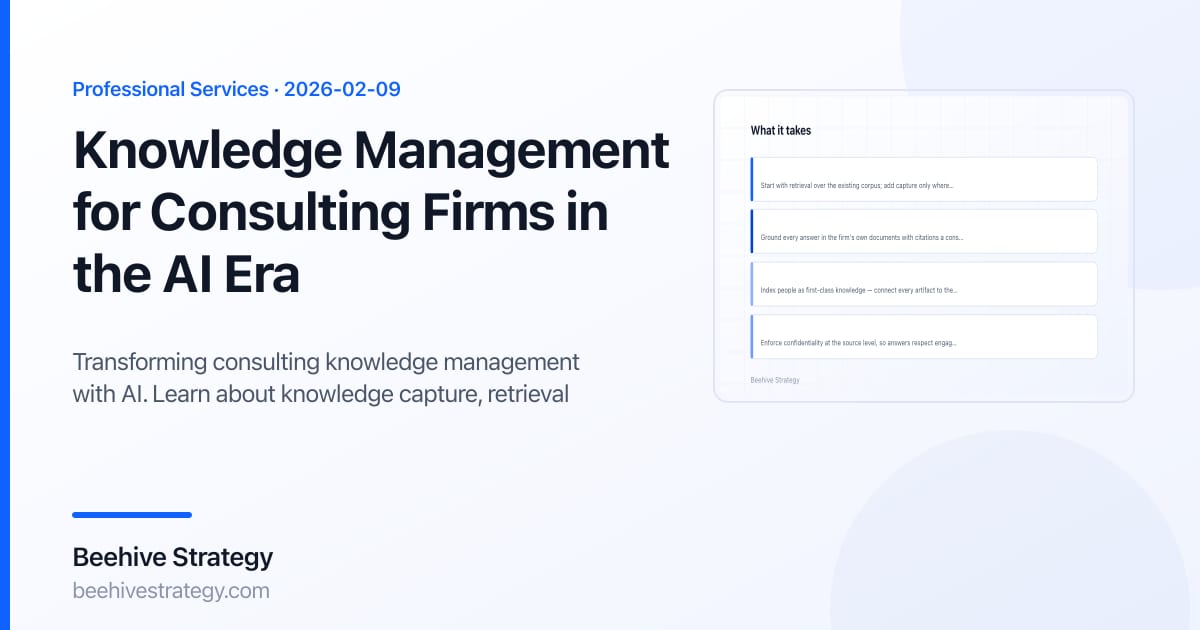 Professional Services · 2026-02-09
Knowledge Management
for Consulting Firms in
the AI Era
Transforming consulting knowledge management
with AI. Learn about knowledge capture, retrieval
Beehive Strategy
beehivestrategy.com
What it takes
Start with retrieval over the existing corpus; add capture only where...
Ground every answer in the firm's own documents with citations a cons...
Index people as first-class knowledge — connect every artifact to the...
Enforce confidentiality at the source level, so answers respect engag...
Beehive Strategy